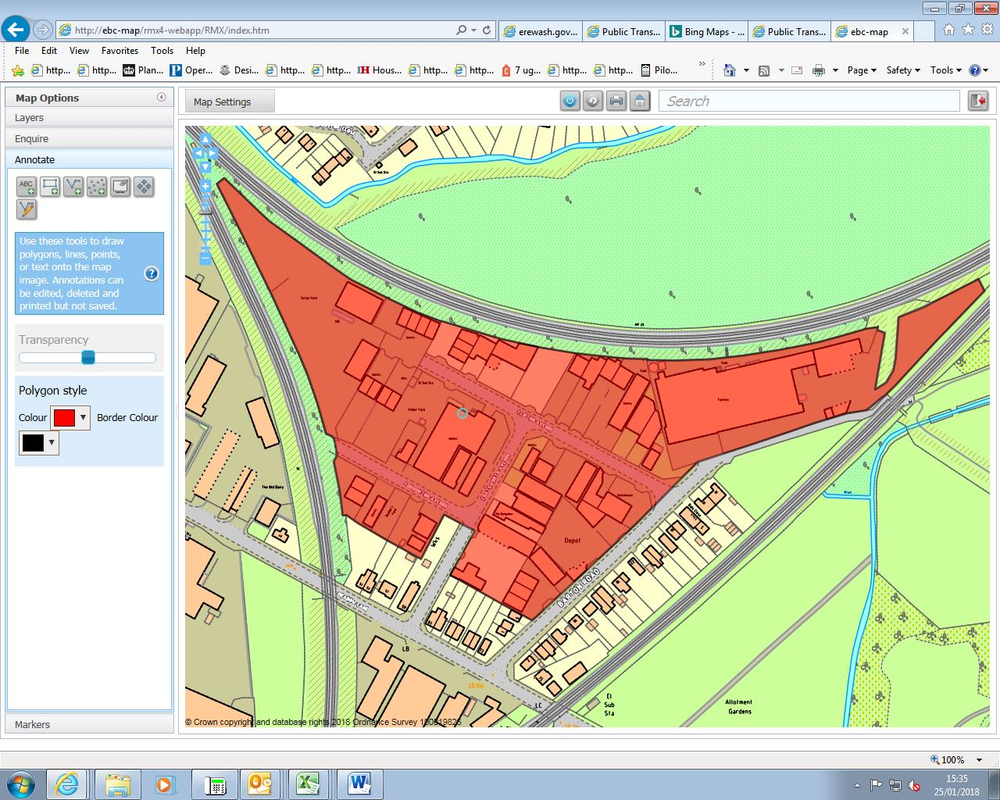 http://ebc-map/rmx4-webapp/RMX/index.htm
erewash.gov...
Public Trans...
Bing Maps - ...
Public Trans...
ebc-map
File Edit View Favorites Tools Help
http... http... Plan... Oper... Desi... http... http... Hous... http... http... 7 ug... http... http... Pilo...
Page Safety Tools
Map Options
Layers
Enquire
Annotate
ABC
Use these tools to draw
polygons, lines, points,
or text onto the map
image. Annotations can
be edited, deleted and
printed but not saved.
Transparency
Polygon style
Colour Border Colour
Markers
Map Settings
Search
El Sub Sta
Scrap Yard
Works
Works
El Sub Sta
Timber Yard
Works
Works
Tank
Factory
Warehouse
Depot
Wks
The Old Dairy
BARTON ROAD
LB
28.0m
LC
El
Sub
Sta
Allotment
Gardens
Drain
© Crown copyright and database rights 2018 Ordnance Survey 100019825
100%
15:35
25/01/2018